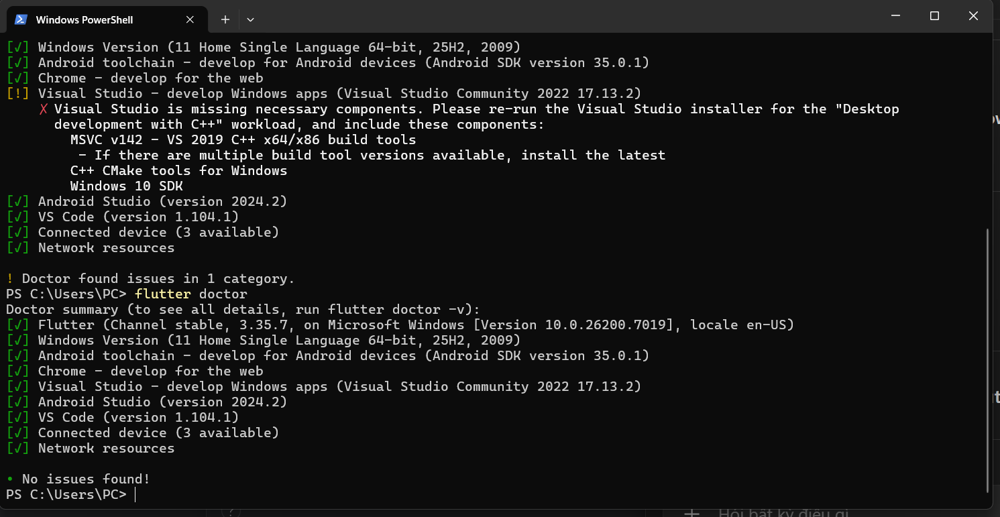 Windows PowerShell
[√] Windows Version (11 Home Single Language 64-bit, 25H2, 2009)
[√] Android toolchain - develop for Android devices (Android SDK version 35.0.1)
[√] Chrome - develop for the web
[!] Visual Studio - develop Windows apps (Visual Studio Community 2022 17.13.2)
X Visual Studio is missing necessary components. Please re-run the Visual Studio installer for the "Desktop
development with C++" workload, and include these components:
MSVC v142 - VS 2019 C++ x64/x86 build tools
- If there are multiple build tool versions available, install the latest
C++ CMake tools for Windows
Windows 10 SDK
[√] Android Studio (version 2024.2)
[√] VS Code (version 1.104.1)
[√] Connected device (3 available)
[√] Network resources
! Doctor found issues in 1 category.
PS C:\Users\PC> flutter doctor
Doctor summary (to see all details, run flutter doctor -v):
[√] Flutter (Channel stable, 3.35.7, on Microsoft Windows [Version 10.0.26200.7019], locale en-US)
[√] Windows Version (11 Home Single Language 64-bit, 25H2, 2009)
[√] Android toolchain - develop for Android devices (Android SDK version 35.0.1)
[√] Chrome - develop for the web
[√] Visual Studio - develop Windows apps (Visual Studio Community 2022 17.13.2)
[√] Android Studio (version 2024.2)
[√] VS Code (version 1.104.1)
[√] Connected device (3 available)
[√] Network resources
• No issues found!
PS C:\Users\PC>
Hỏi bất kỳ điều gì